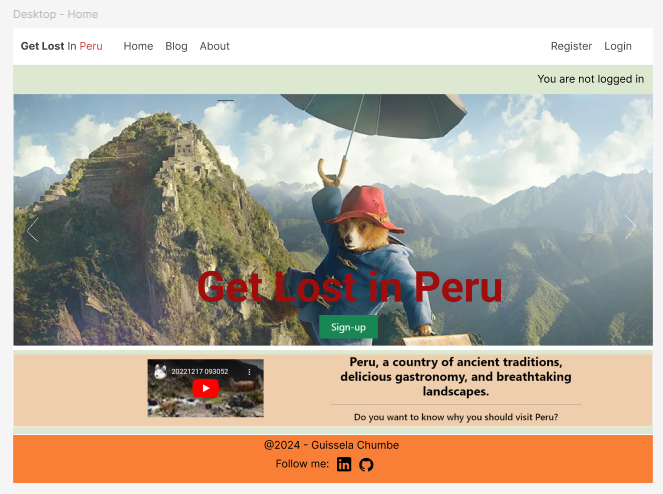 Desktop - Home
Get Lost In Peru Home Blog About Register Login
You are not logged in
Get Lost in Peru
Sign-up
20221217 093052
Peru, a country of ancient traditions,
delicious gastronomy, and breathtaking
landscapes.
Do you want to know why you should visit Peru?
@2024 - Guissela Chumbe
Follow me: